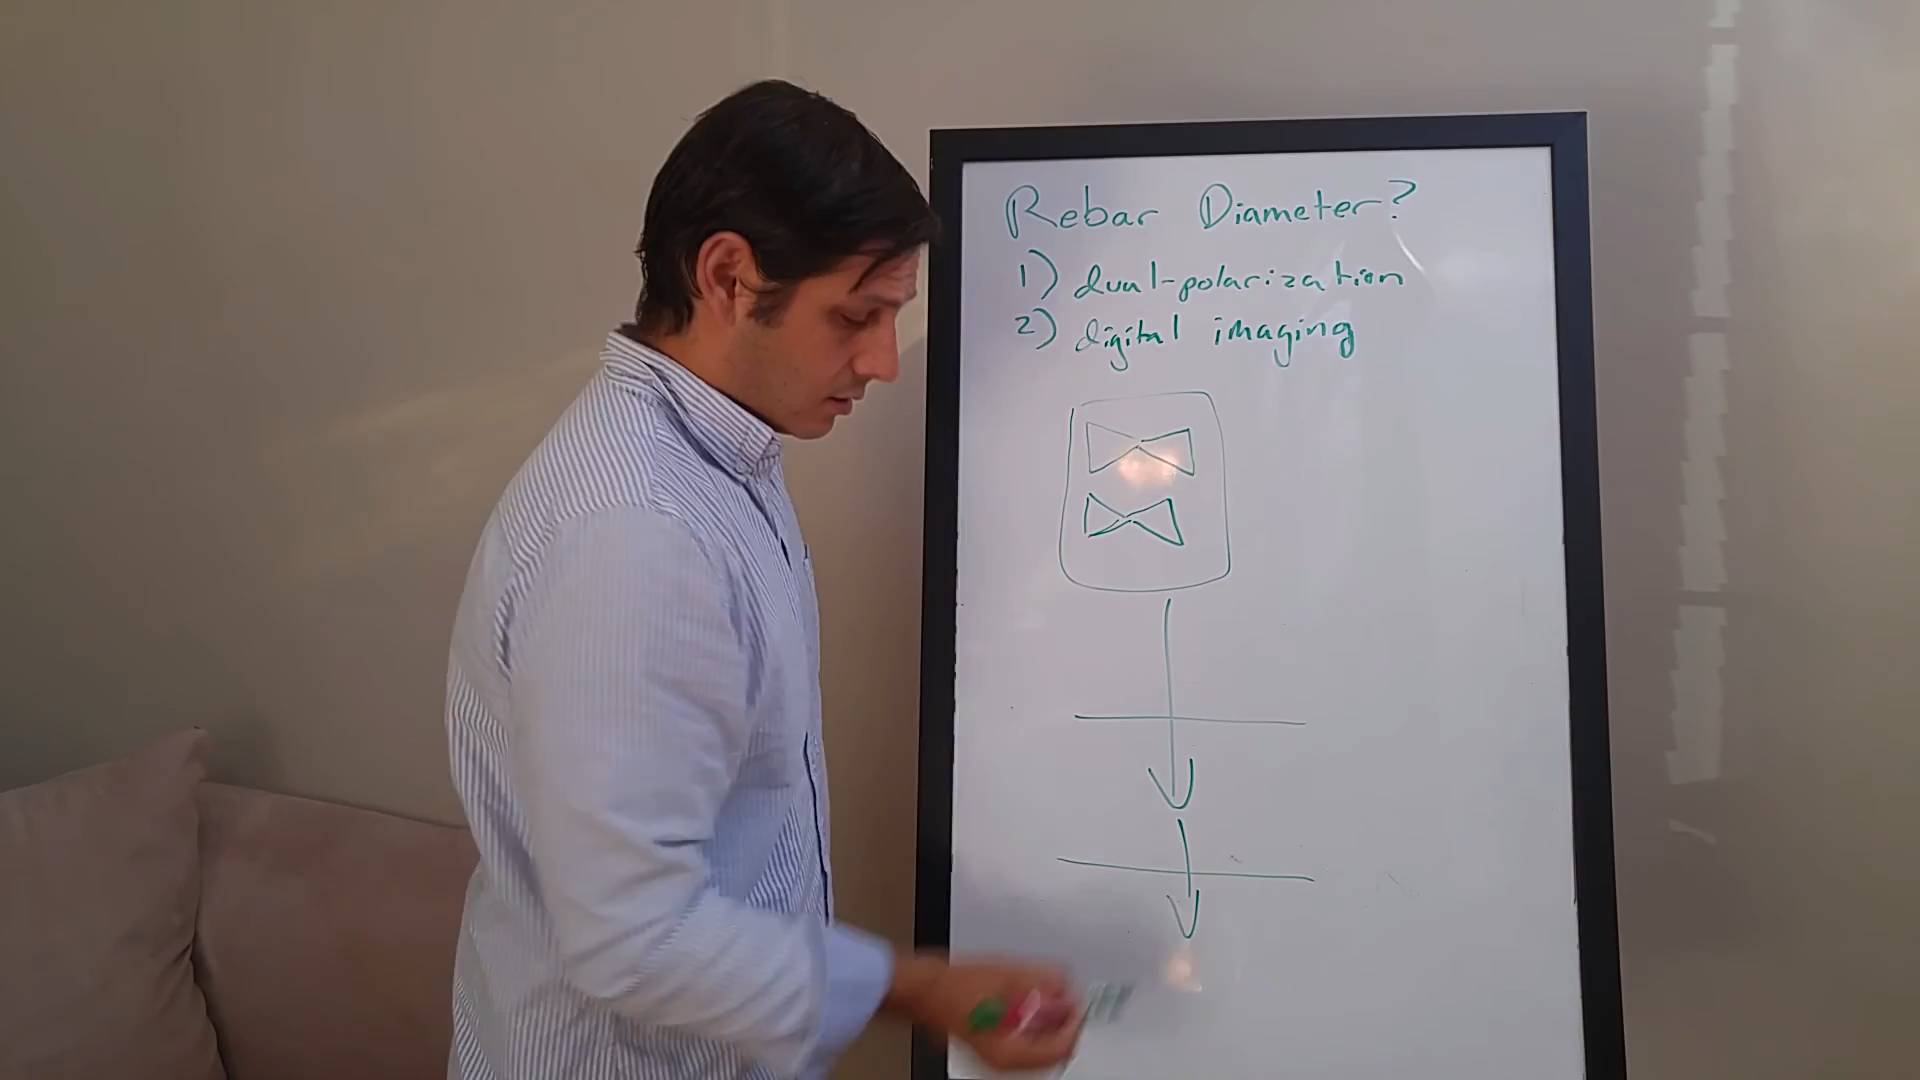 Rebar Diameter?
1) dual-polarization
2) digital imaging